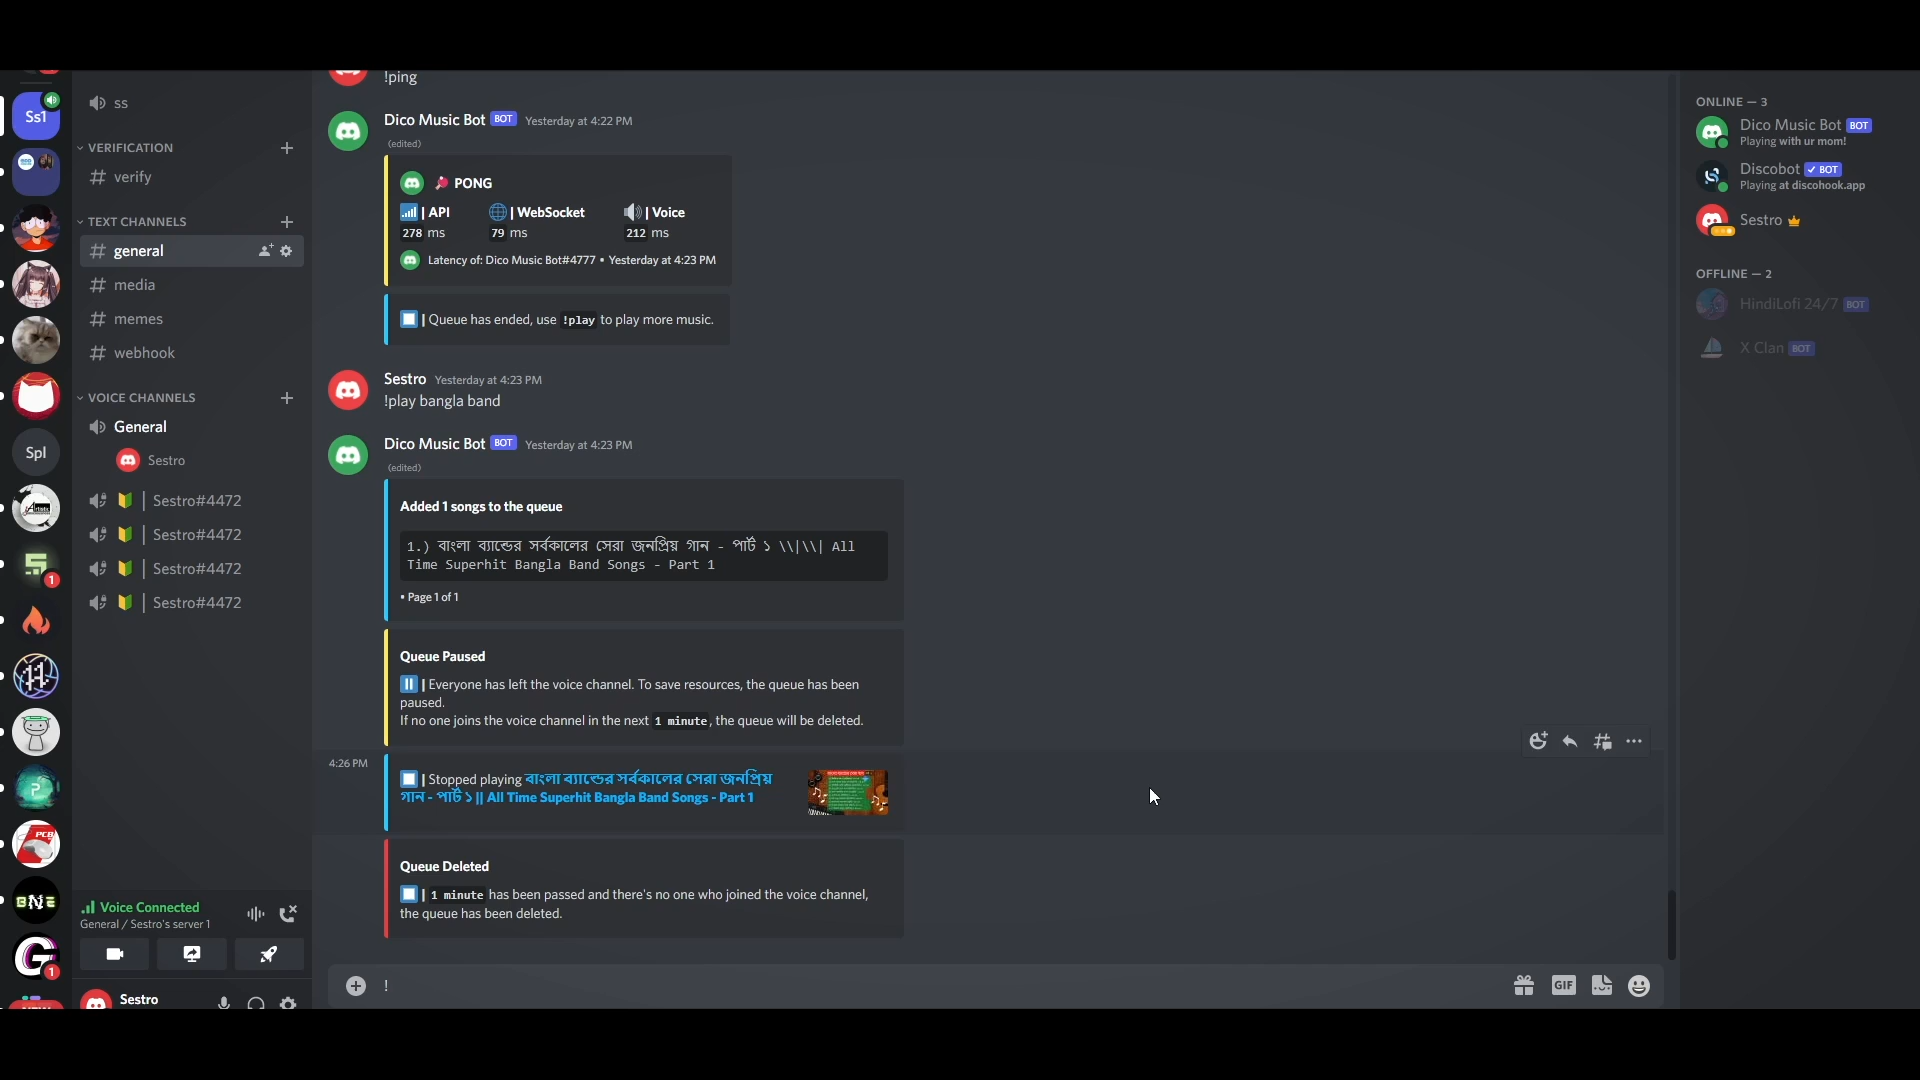 Ss1
Spl
PCB
BNE
1
1
ss
VERIFICATION
verify
TEXT CHANNELS
general
media
memes
webhook
VOICE CHANNELS
General
Sestro
Sestro#4472
Sestro#4472
Sestro#4472
Sestro#4472
Voice Connected
General / Sestro's server 1
Sestro
!ping
Dico Music Bot BOT Yesterday at 4:22 PM
(edited)
PONG
| API | WebSocket | Voice
278 ms 79 ms 212 ms
Latency of: Dico Music Bot#4777 • Yesterday at 4:23 PM
| Queue has ended, use !play to play more music.
Sestro Yesterday at 4:23 PM
!play bangla band
Dico Music Bot BOT Yesterday at 4:23 PM
(edited)
Added 1 songs to the queue
1.) বাংলা ব্যান্ডের সর্বকালের সেরা জনপ্রিয় গান - পার্ট ১ \\|\\| All
Time Superhit Bangla Band Songs - Part 1
• Page 1 of 1
Queue Paused
| Everyone has left the voice channel. To save resources, the queue has been
paused.
If no one joins the voice channel in the next 1 minute, the queue will be deleted.
4:26 PM
| Stopped playing বাংলা ব্যান্ডের সর্বকালের সেরা জনপ্রিয়
গান - পার্ট ১ || All Time Superhit Bangla Band Songs - Part 1
Queue Deleted
| 1 minute has been passed and there's no one who joined the voice channel,
the queue has been deleted.
!
GIF
ONLINE — 3
Dico Music Bot BOT
Playing with ur mom!
Discobot ✓ BOT
Playing at discohook.app
Sestro
OFFLINE — 2
HindiLofi 24/7 BOT
X Clan BOT